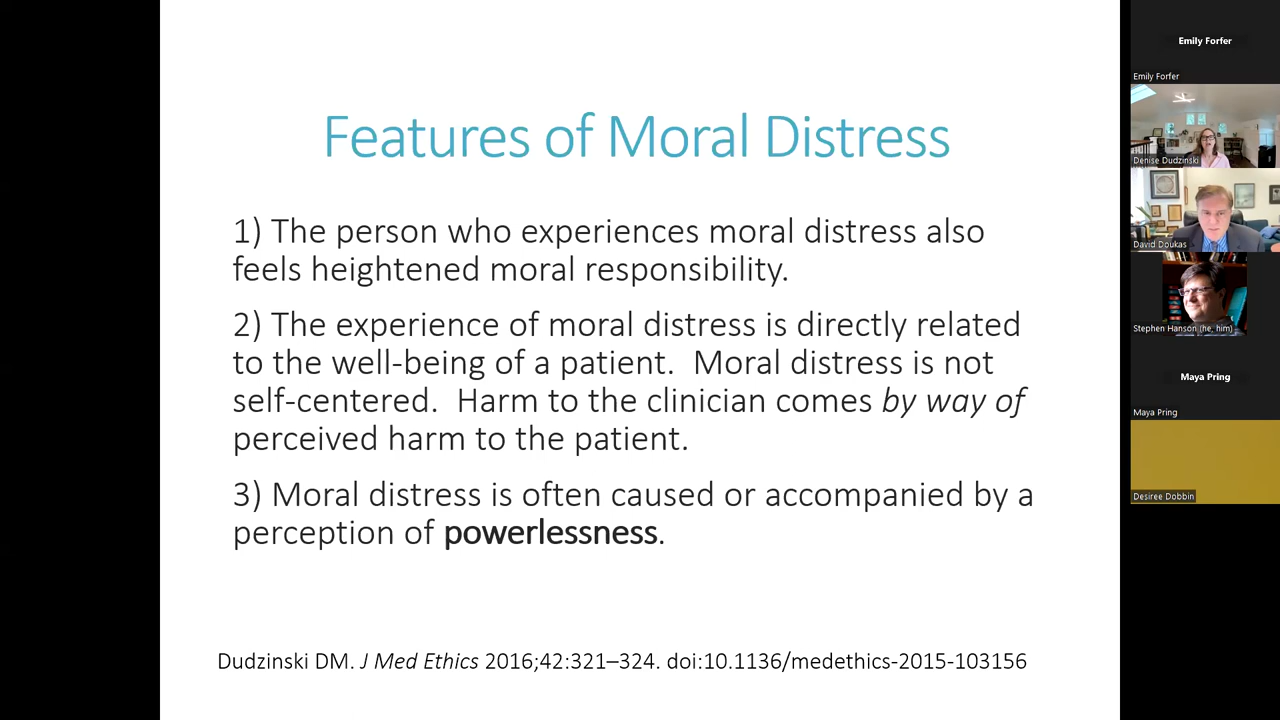 Features of Moral Distress
1) The person who experiences moral distress also
feels heightened moral responsibility.
2) The experience of moral distress is directly related
to the well-being of a patient.  Moral distress is not
self-centered.  Harm to the clinician comes by way of
perceived harm to the patient.
3) Moral distress is often caused or accompanied by a
perception of powerlessness.
Dudzinski DM. J Med Ethics 2016;42:321–324. doi:10.1136/medethics-2015-103156
Emily Forfer
Emily Forfer
Denise Dudzinski
David Doukas
Stephen Hanson (he_him)
Maya Pring
Maya Pring
Desiree Dobbin